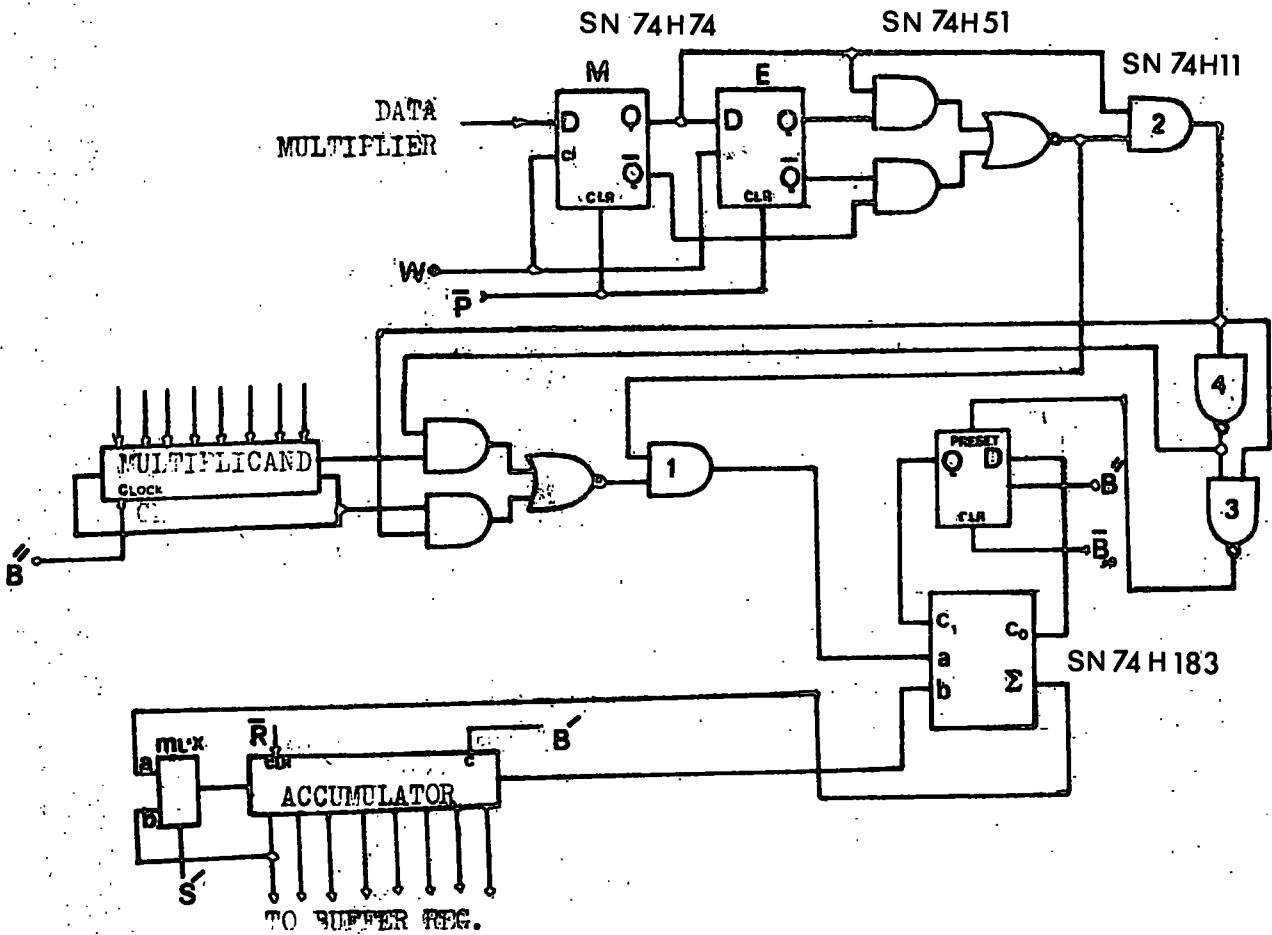 SN 74H74
SN 74H51
SN 74H11
M
E
DATA
MULTIPLIER
D
Q
cl
Q̅
CLR
D
Q
Q̅
CLR
2
W
P̅
4
MULTIPLICAND
CLOCK
B"
1
PRESET
Q
D
CLR
B"
3
C₁
C₀
a
b
Σ
SN 74 H 183
a
b
S'
R̅
c
B'
ACCUMULATOR
TO BUFFER REG.